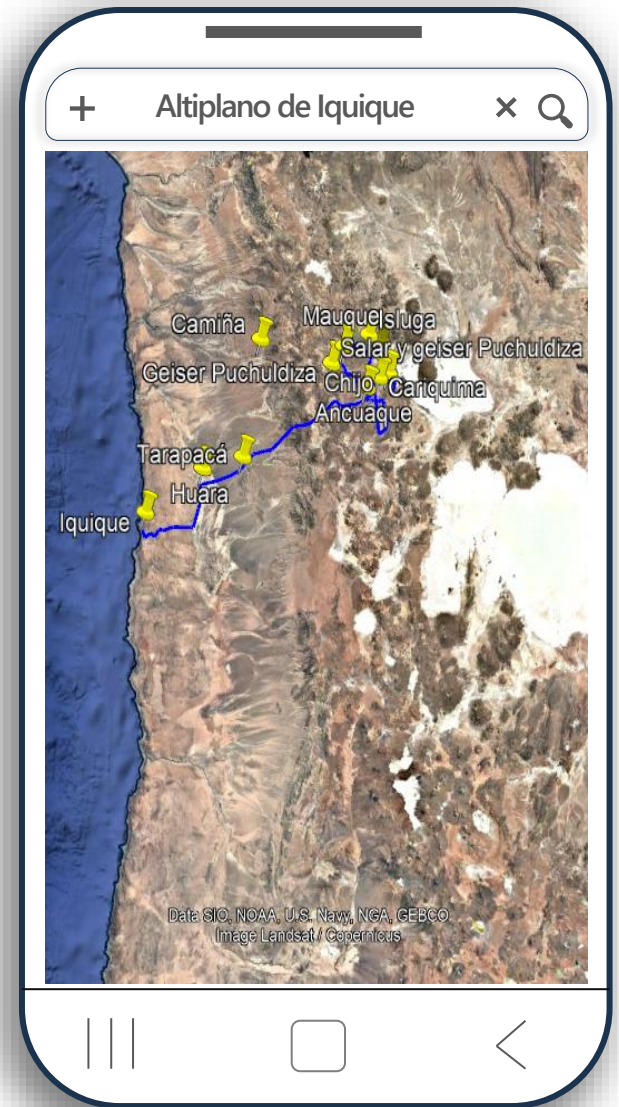 + Altiplano de Iquique ×
Camiña
Mauque
Isluga
Salar y geiser Puchuldiza
Geiser Puchuldiza
Chijo
Cariquima
Ancuaque
Tarapacá
Huara
Iquique
Data SIO, NOAA, U.S. Navy, NGA, GEBCO
Image Landsat / Copernicus